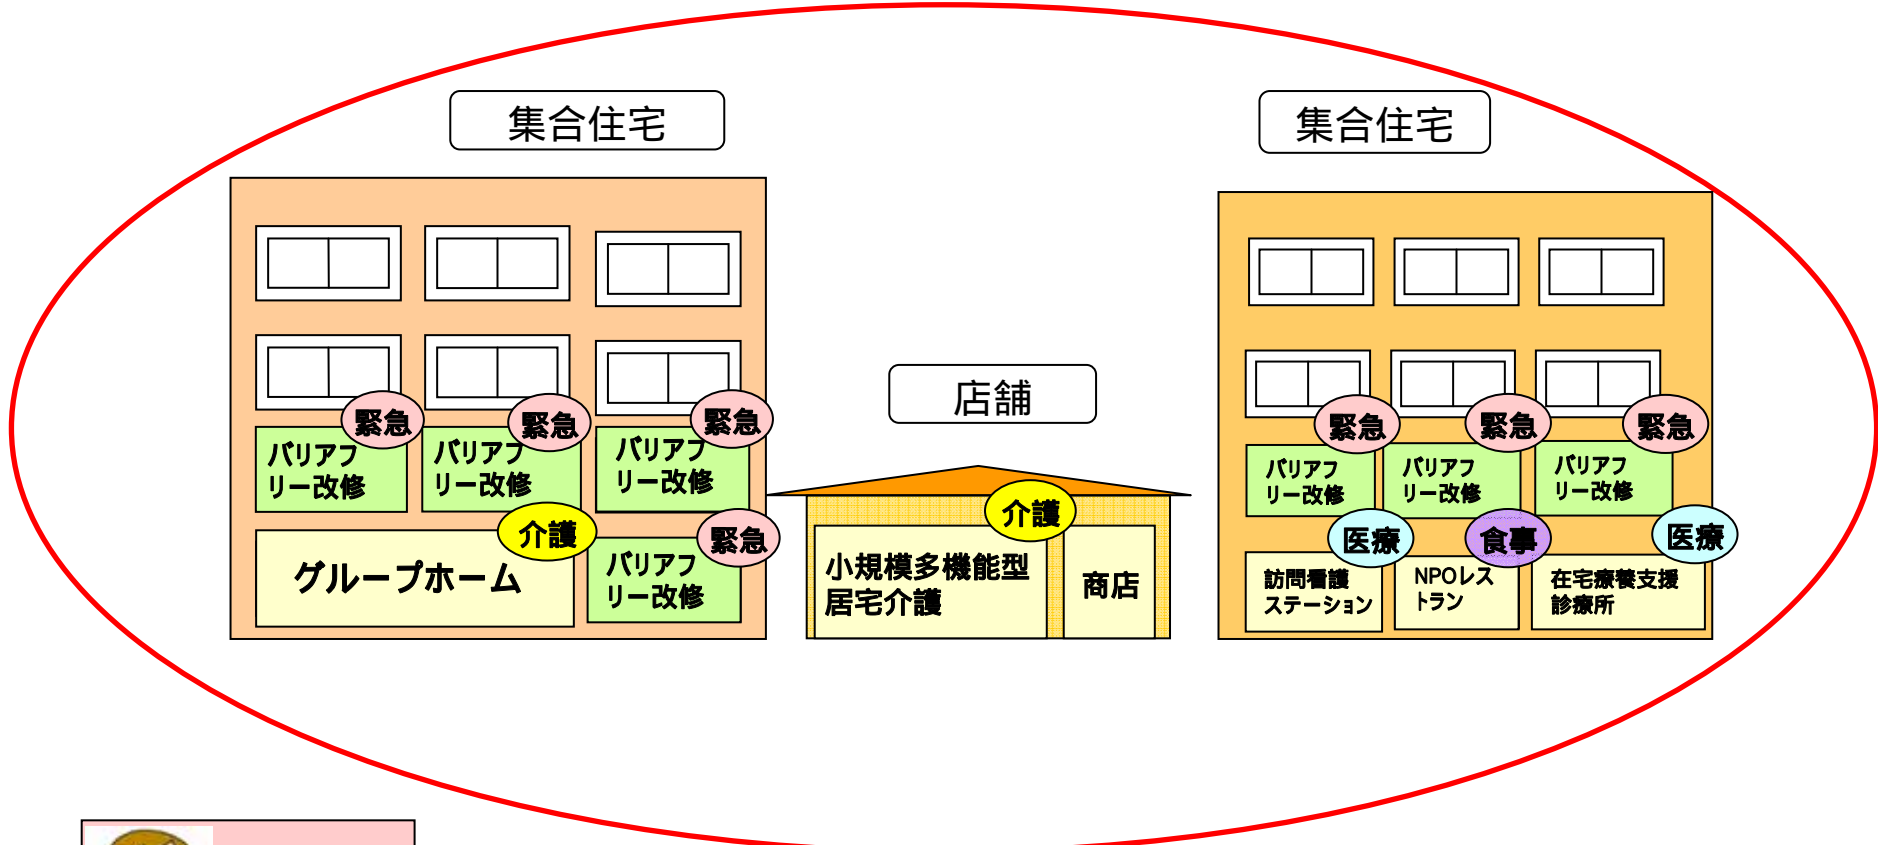 集合住宅
緊急
緊急
緊急
バリアフ
リー改修
バリアフ
リー改修
バリアフ
リー改修
介護
緊急
グループホーム
バリアフ
リー改修
店舗
介護
小規模多機能型
居宅介護
商店
集合住宅
緊急
緊急
緊急
バリアフ
リー改修
バリアフ
リー改修
バリアフ
リー改修
医療
食事
医療
訪問看護
ステーション
NPOレス
トラン
在宅療養支援
診療所